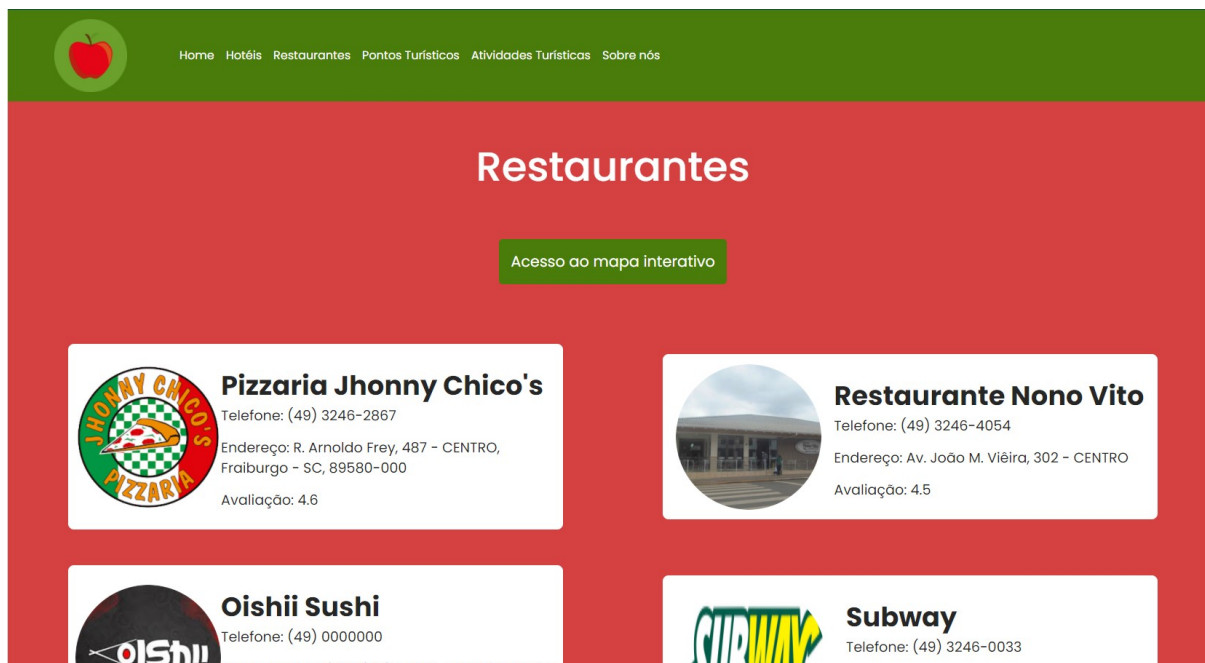 Home Hotéis Restaurantes Pontos Turísticos Atividades Turísticas Sobre nós
Restaurantes
Acesso ao mapa interativo
JHONNY CHICO'S
PIZZARIA
Pizzaria Jhonny Chico's
Telefone: (49) 3246-2867
Endereço: R. Arnoldo Frey, 487 - CENTRO,
Fraiburgo - SC, 89580-000
Avaliação: 4.6
Restaurante Nono Vito
Telefone: (49) 3246-4054
Endereço: Av. João M. Viêira, 302 - CENTRO
Avaliação: 4.5
OIShII
Oishii Sushi
Telefone: (49) 0000000
SUBWAY
Subway
Telefone: (49) 3246-0033